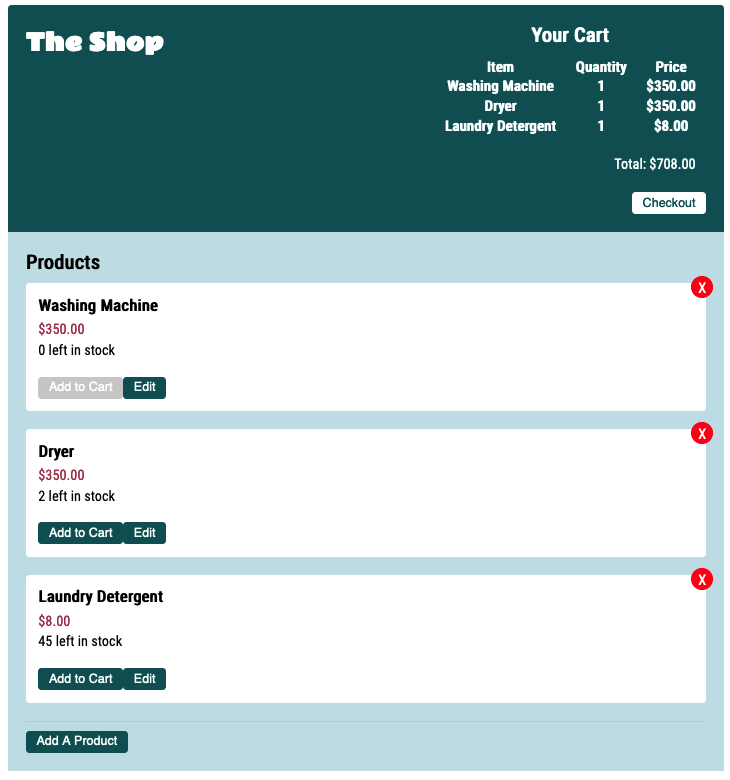 The Shop
Your Cart
Item Quantity Price
Washing Machine 1 $350.00
Dryer 1 $350.00
Laundry Detergent 1 $8.00
Total: $708.00
Checkout
Products
X
Washing Machine
$350.00
0 left in stock
Add to Cart Edit
X
Dryer
$350.00
2 left in stock
Add to Cart Edit
X
Laundry Detergent
$8.00
45 left in stock
Add to Cart Edit
Add A Product